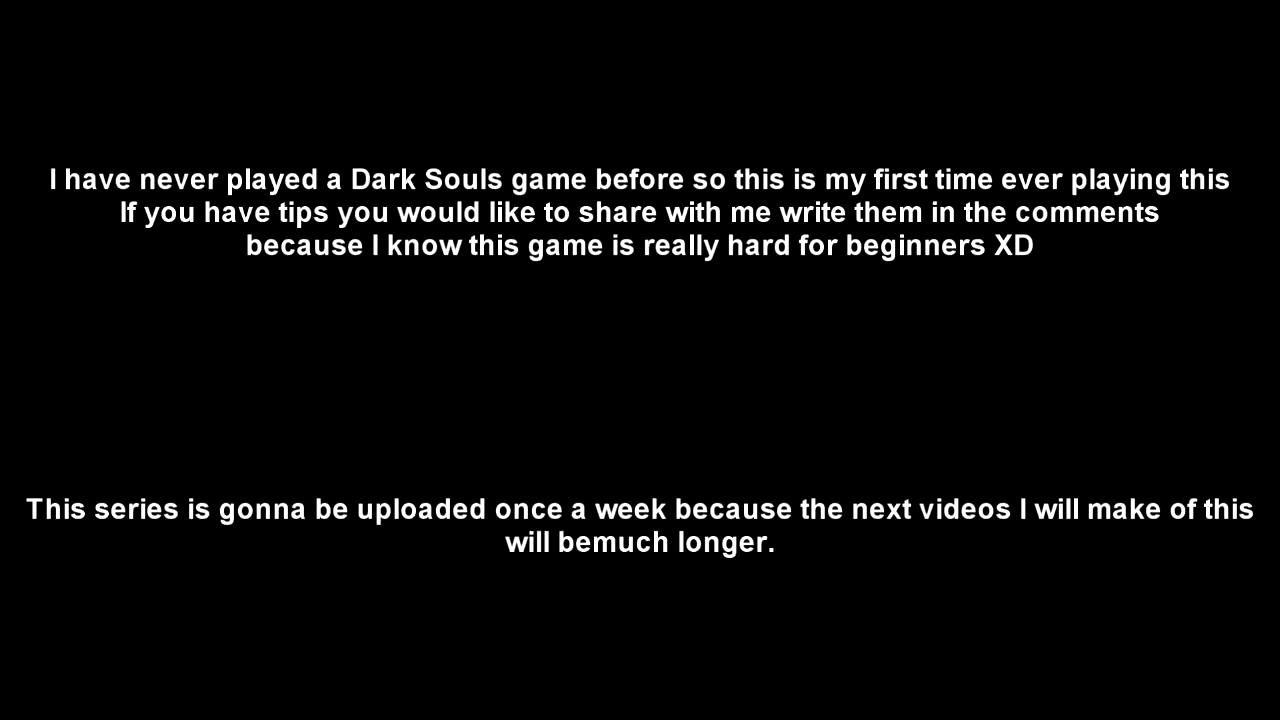 I have never played a Dark Souls game before so this is my first time ever playing this
If you have tips you would like to share with me write them in the comments
because I know this game is really hard for beginners XD
This series is gonna be uploaded once a week because the next videos I will make of this
will bemuch longer.